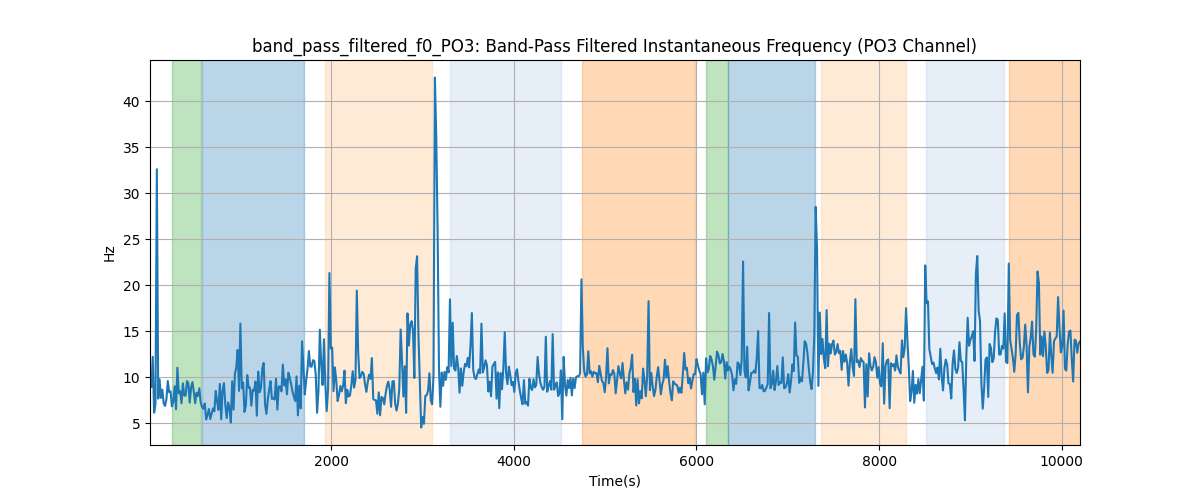 band_pass_filtered_f0_PO3: Band-Pass Filtered Instantaneous Frequency (PO3 Channel)
40
35
30
25
20
15
10
5
Hz
2000 4000 6000 8000 10000
Time(s)